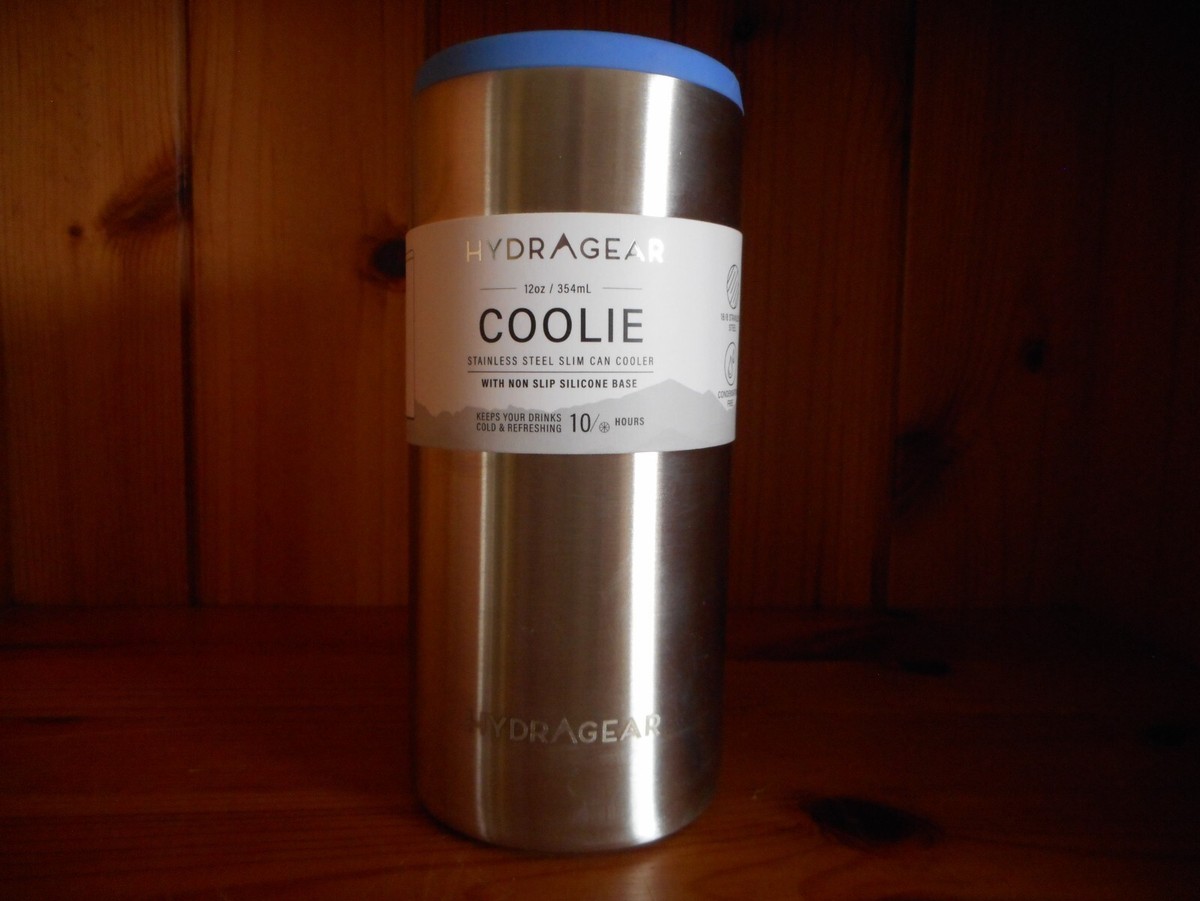 HYDRAGEAR
12oz / 354mL
COOLIE
STAINLESS STEEL SLIM CAN COOLER
WITH NON SLIP SILICONE BASE
KEEPS YOUR DRINKS
COLD & REFRESHING
10/ HOURS
STEEL
HYDRAGEAR